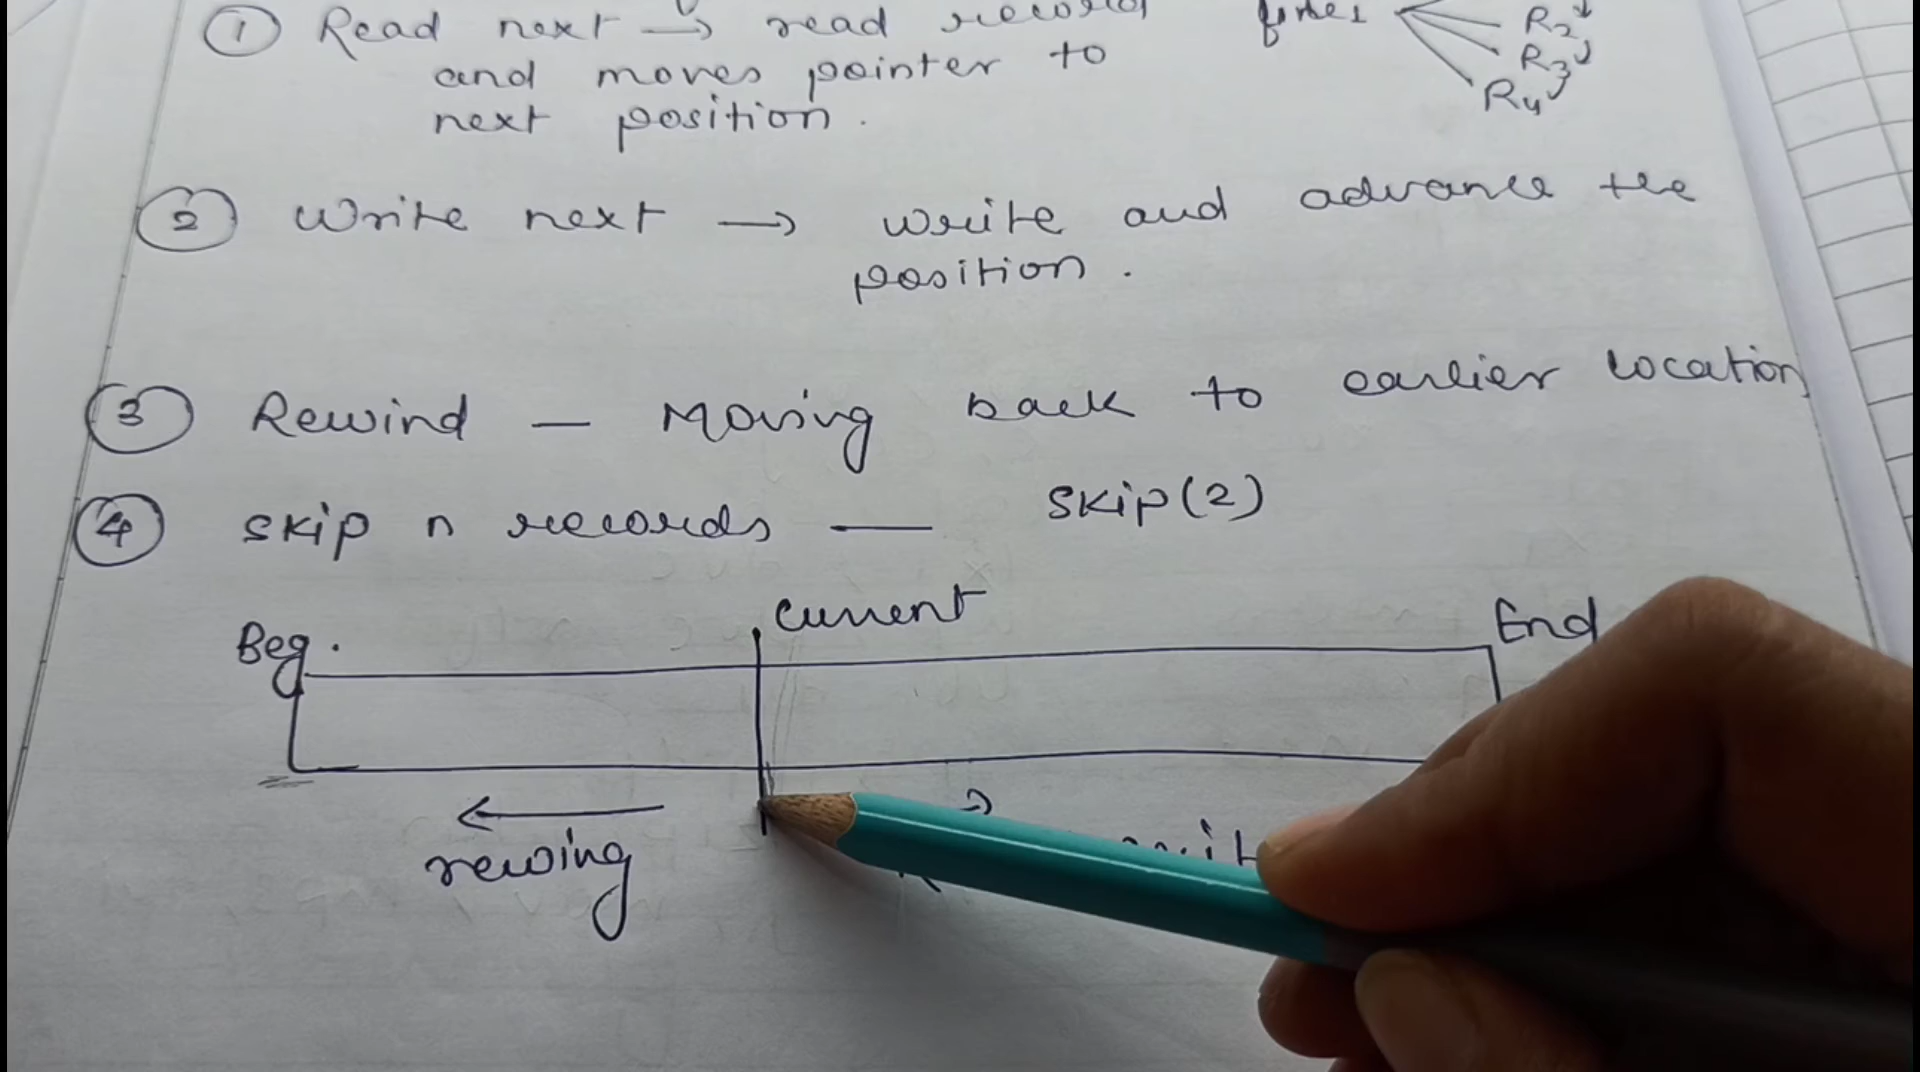 ① Read next → read record
and moves pointer to
next position.
R2
R3
R4
② Write next → write and advance the
position.
③ Rewind — Moving back to earlier location
④ skip n records — skip(2)
Beg. current End
rewing